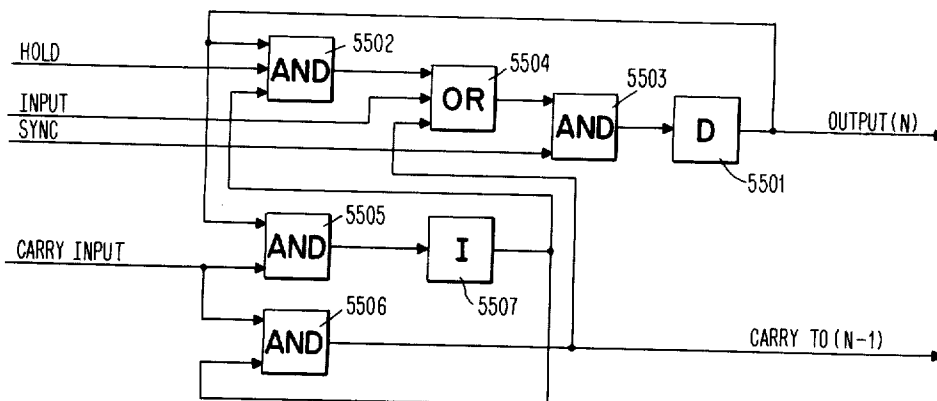 5502
HOLD
AND
5504
5503
INPUT
OR
SYNC
AND
D
OUTPUT(N)
5501
5505
AND
I
CARRY INPUT
5507
5506
AND
CARRY TO (N-1)